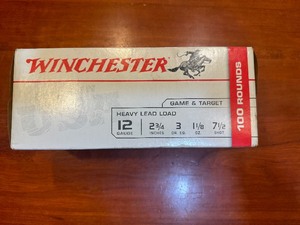 WINCHESTER
GAME & TARGET
HEAVY LEAD LOAD
12 2¾ 3 1⅛ 7½
GAUGE INCHES DR. EQ. OZ. SHOT
100 ROUNDS